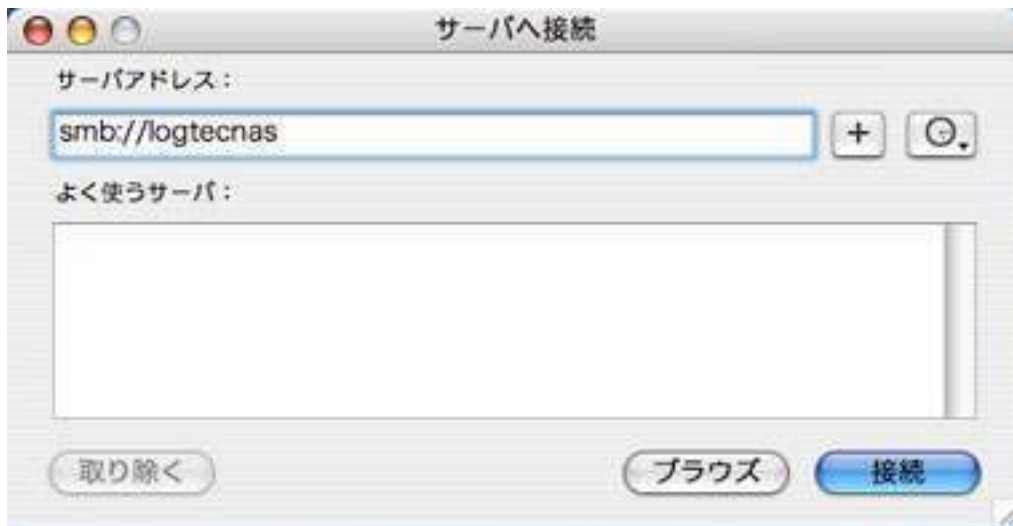 サーバへ接続
サーバアドレス：
smb://logtecnas
よく使うサーバ：
取り除く
ブラウズ
接続